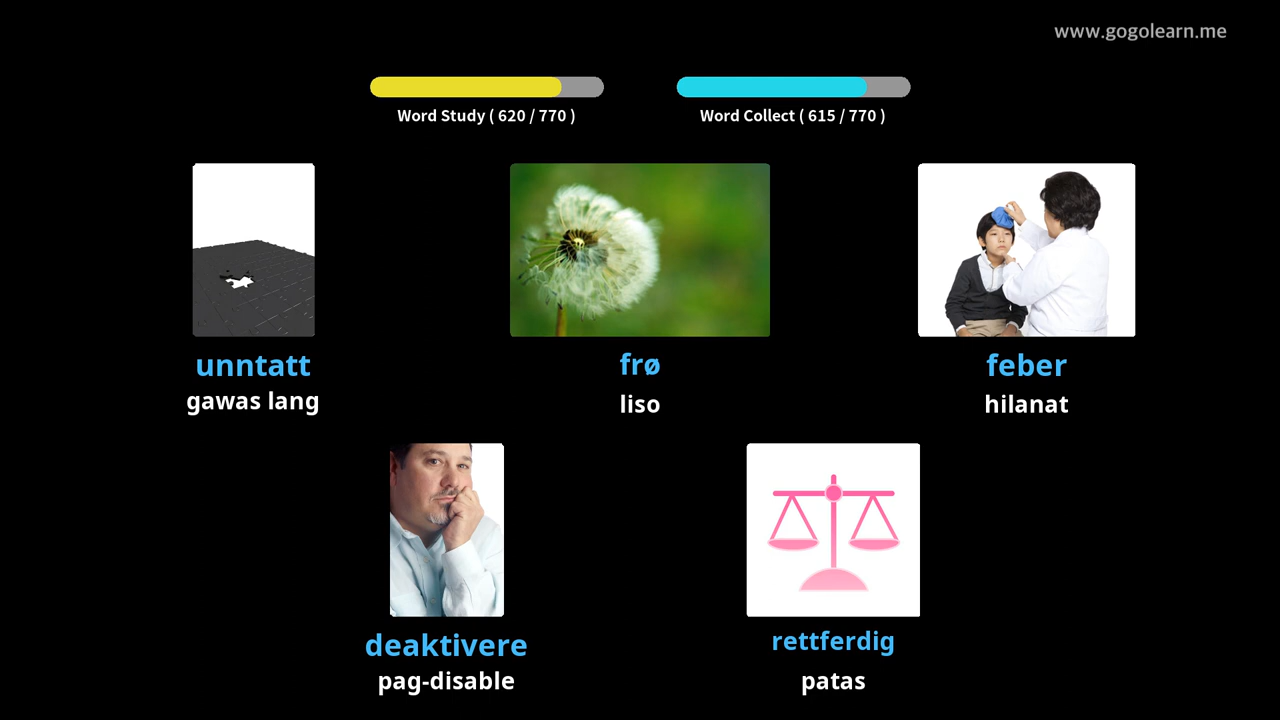 www.gogolearn.me
Word Study ( 620 / 770 )
Word Collect ( 615 / 770 )
unntatt
gawas lang
frø
liso
feber
hilanat
deaktivere
pag-disable
rettferdig
patas